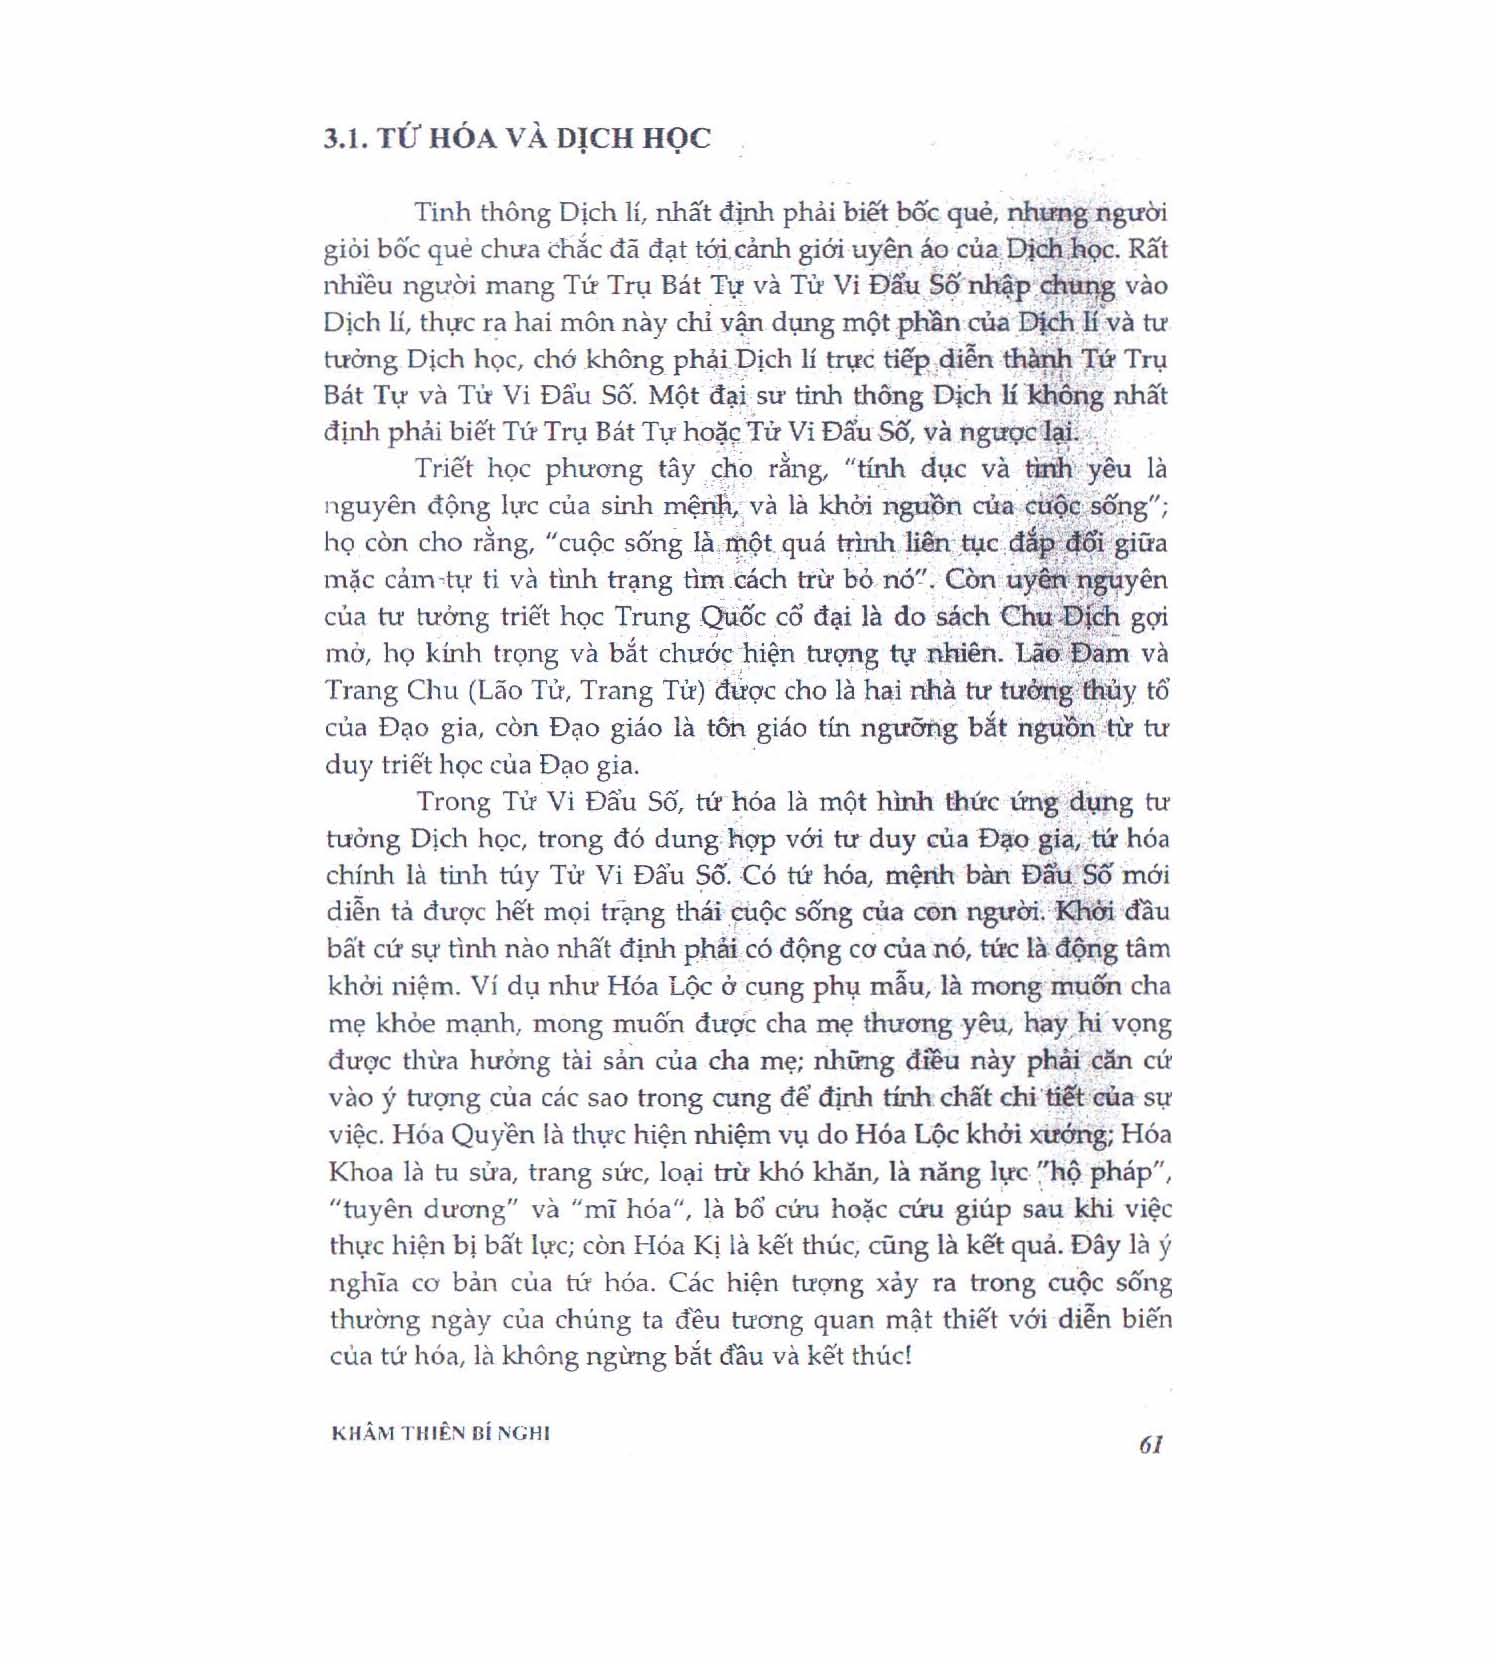 3.1. TỨ HÓA VÀ DỊCH HỌC
Tinh thông Dịch lí, nhất định phải biết bốc quẻ, nhưng người
giỏi bốc quẻ chưa chắc đã đạt tới cảnh giới uyên áo của Dịch học. Rất
nhiều người mang Tứ Trụ Bát Tự và Tử Vi Đẩu Số nhập chung vào
Dịch lí, thực ra hai môn này chỉ vận dụng một phần của Dịch lí và tư
tưởng Dịch học, chớ không phải Dịch lí trực tiếp diễn thành Tứ Trụ
Bát Tự và Tử Vi Đẩu Số. Một đại sư tinh thông Dịch lí không nhất
định phải biết Tứ Trụ Bát Tự hoặc Tử Vi Đẩu Số, và ngược lại.
Triết học phương tây cho rằng, "tính dục và tình yêu là
nguyên động lực của sinh mệnh, và là khởi nguồn của cuộc sống";
họ còn cho rằng, "cuộc sống là một quá trình liên tục đắp đổi giữa
mặc cảm tự ti và tình trạng tìm cách trừ bỏ nó". Còn uyên nguyên
của tư tưởng triết học Trung Quốc cổ đại là do sách Chu Dịch gợi
mở, họ kính trọng và bắt chước hiện tượng tự nhiên. Lão Đam và
Trang Chu (Lão Tử, Trang Tử) được cho là hai nhà tư tưởng thủy tổ
của Đạo gia, còn Đạo giáo là tôn giáo tín ngưỡng bắt nguồn từ tư
duy triết học của Đạo gia.
Trong Tử Vi Đẩu Số, tứ hóa là một hình thức ứng dụng tư
tưởng Dịch học, trong đó dung hợp với tư duy của Đạo gia, tứ hóa
chính là tinh túy Tử Vi Đẩu Số. Có tứ hóa, mệnh bàn Đẩu Số mới
diễn tả được hết mọi trạng thái cuộc sống của con người. Khởi đầu
bất cứ sự tình nào nhất định phải có động cơ của nó, tức là động tâm
khởi niệm. Ví dụ như Hóa Lộc ở cung phụ mẫu, là mong muốn cha
mẹ khỏe mạnh, mong muốn được cha mẹ thương yêu, hay hi vọng
được thừa hưởng tài sản của cha mẹ; những điều này phải căn cứ
vào ý tượng của các sao trong cung để định tính chất chi tiết của sự
việc. Hóa Quyền là thực hiện nhiệm vụ do Hóa Lộc khởi xướng; Hóa
Khoa là tu sửa, trang sức, loại trừ khó khăn, là năng lực "hộ pháp",
"tuyên dương" và "mĩ hóa", là bổ cứu hoặc cứu giúp sau khi việc
thực hiện bị bất lực; còn Hóa Kị là kết thúc, cũng là kết quả. Đây là ý
nghĩa cơ bản của tứ hóa. Các hiện tượng xảy ra trong cuộc sống
thường ngày của chúng ta đều tương quan mật thiết với diễn biến
của tứ hóa, là không ngừng bắt đầu và kết thúc!
KHÂM THIÊN BÍ NGHI
61